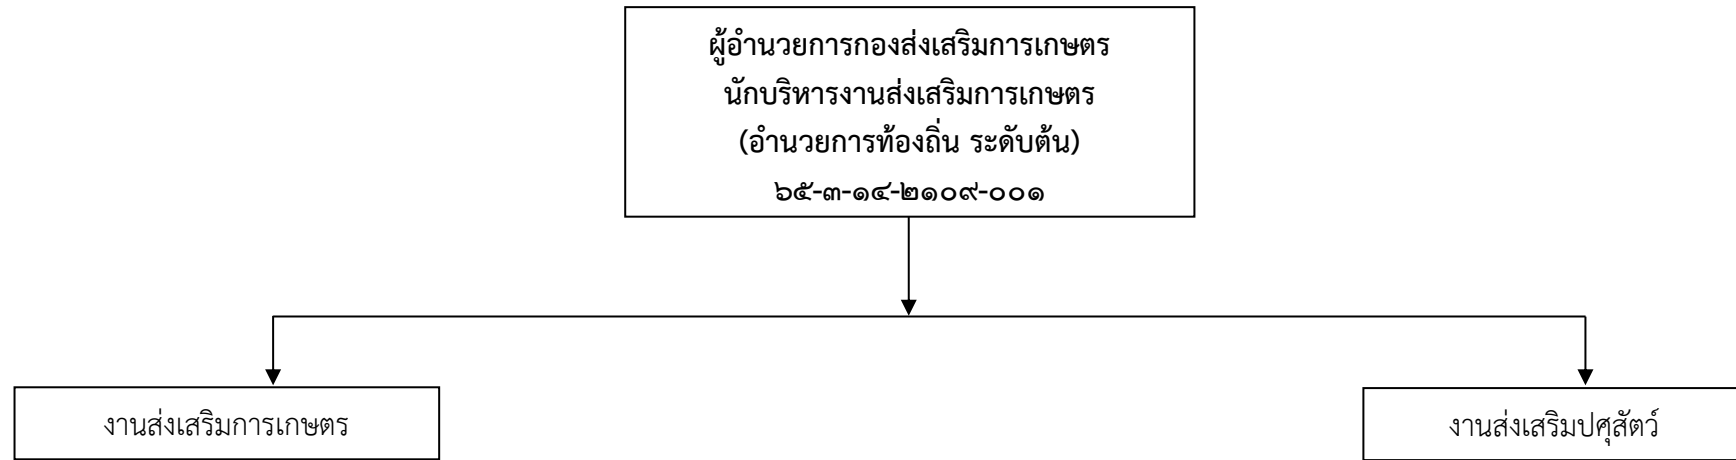 ผู้อำนวยการกองส่งเสริมการเกษตร
นักบริหารงานส่งเสริมการเกษตร
(อำนวยการท้องถิ่น ระดับต้น)
๖๕-๓-๑๔-๒๑๐๙-๐๐๑
งานส่งเสริมการเกษตร
งานส่งเสริมปศุสัตว์